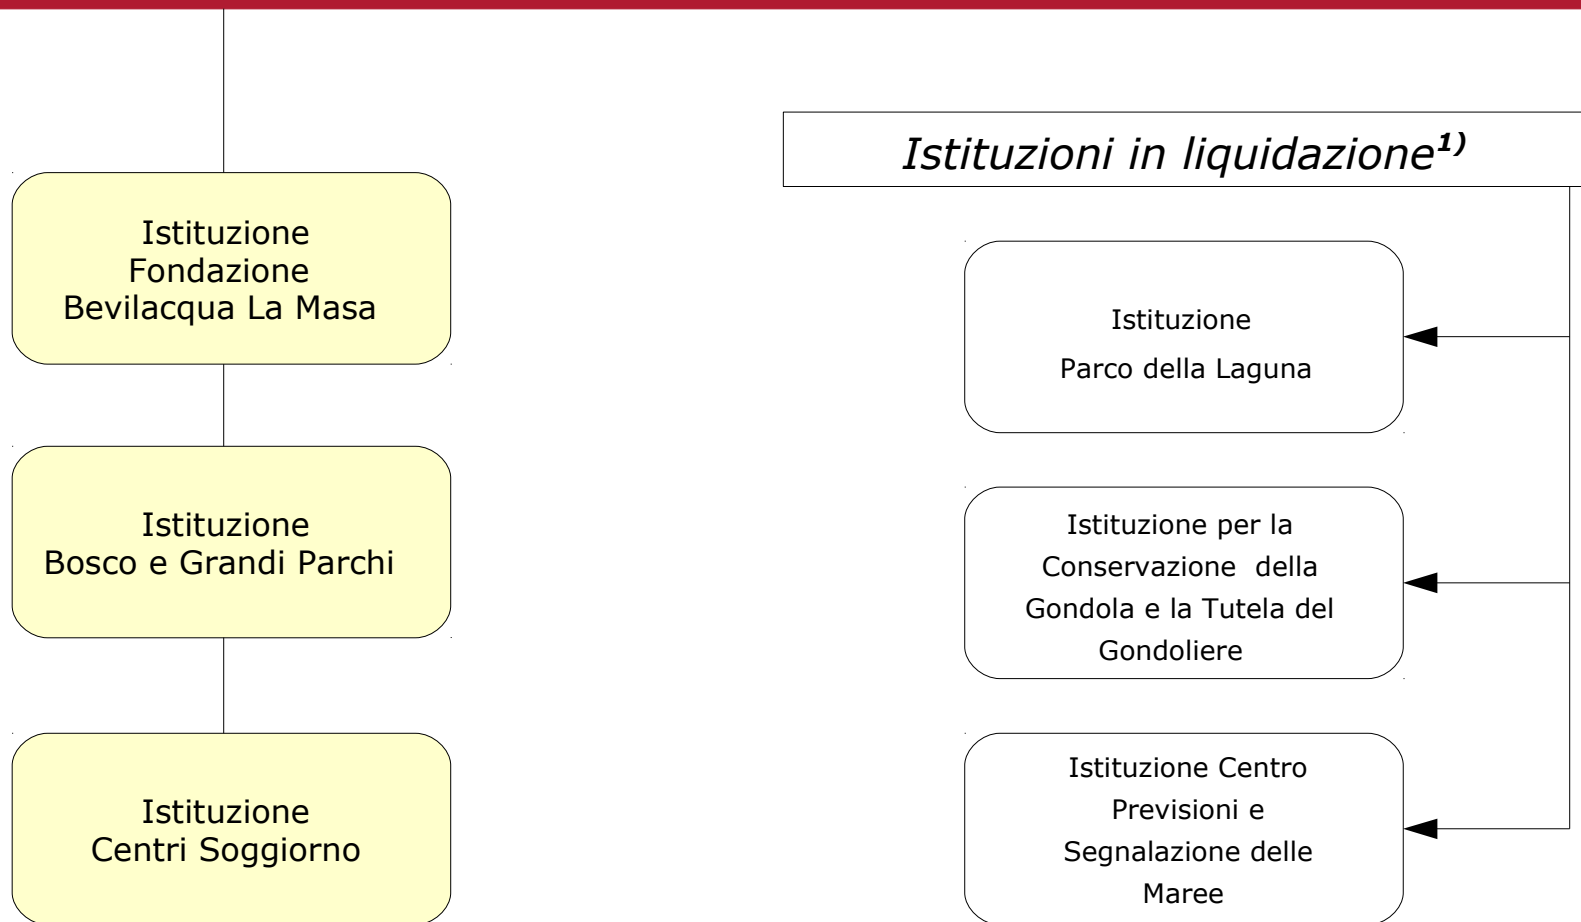 Istituzione
Fondazione
Bevilacqua La Masa
Istituzione
Bosco e Grandi Parchi
Istituzione
Centri Soggiorno
Istituzioni in liquidazione¹⁾
Istituzione
Parco della Laguna
Istituzione per la
Conservazione della
Gondola e la Tutela del
Gondoliere
Istituzione Centro
Previsioni e
Segnalazione delle
Maree